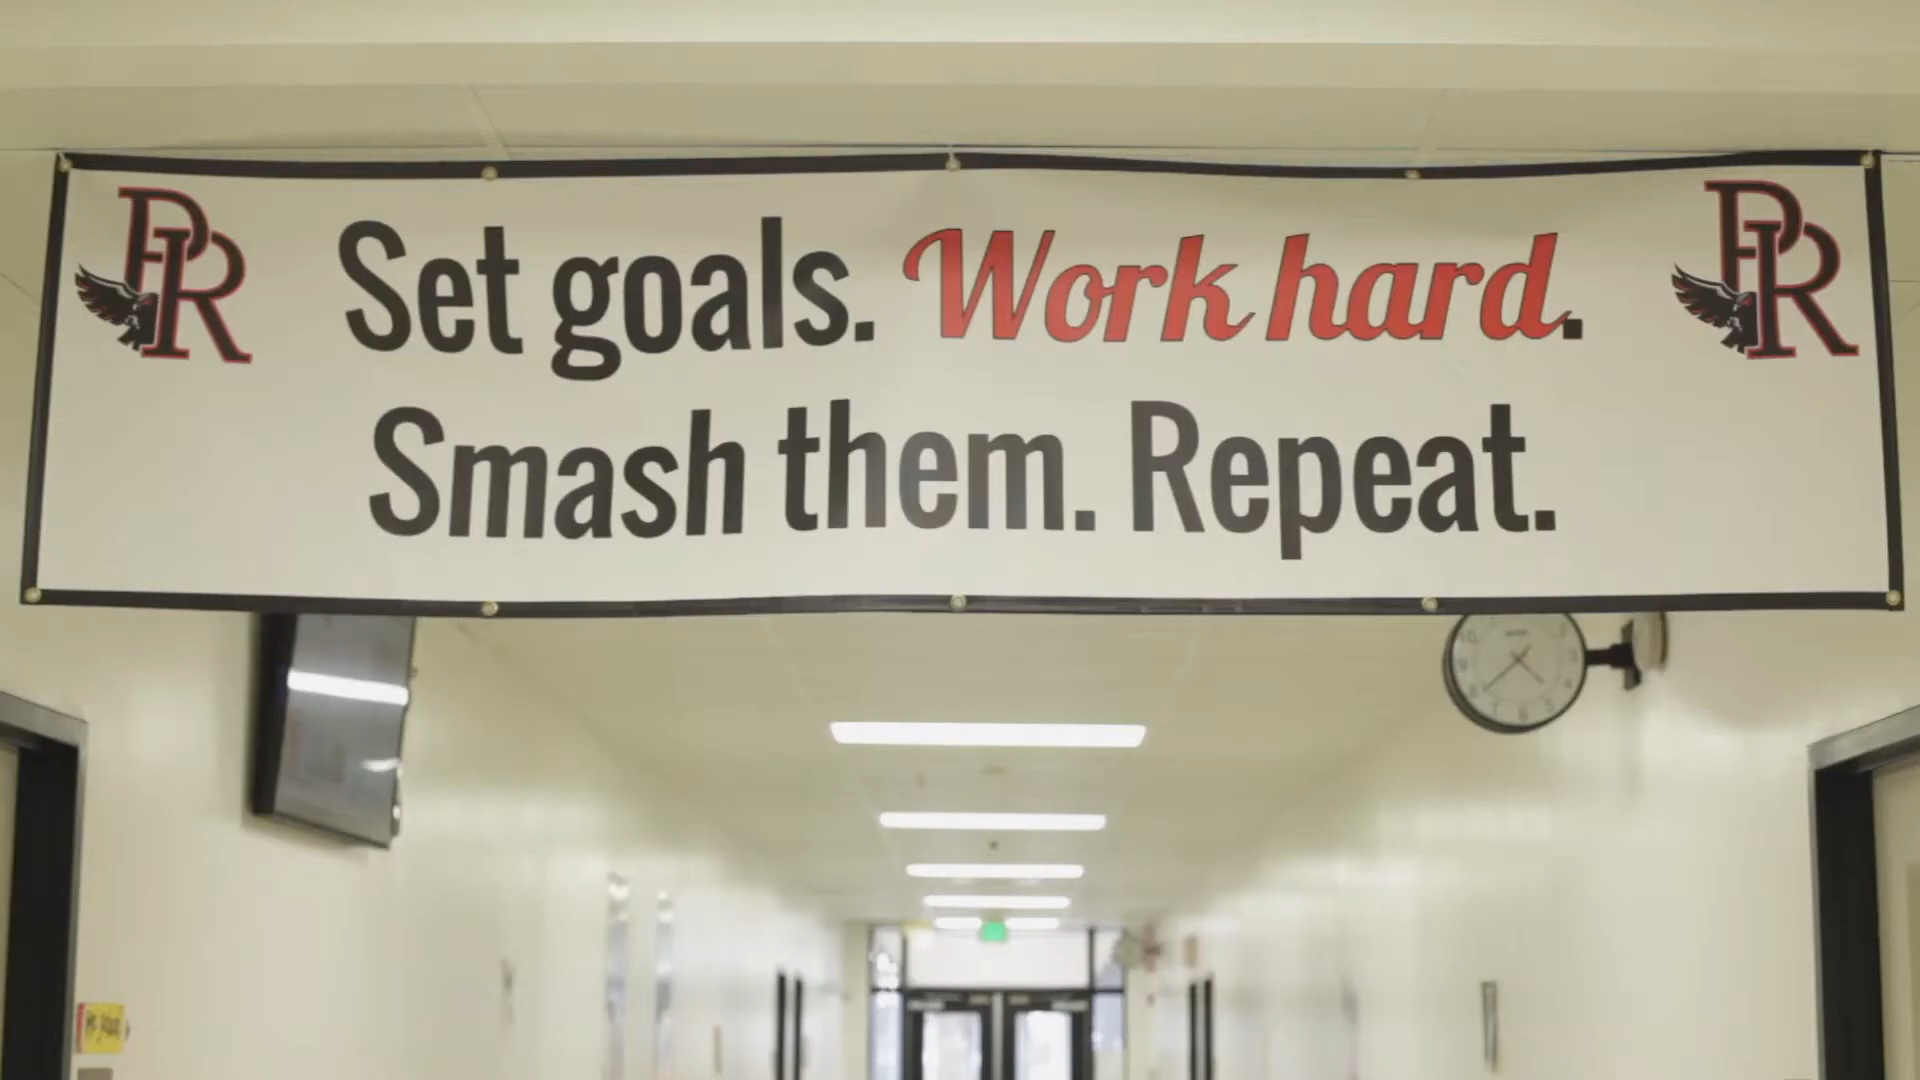 PR Set goals. Work hard. PR
Smash them. Repeat.